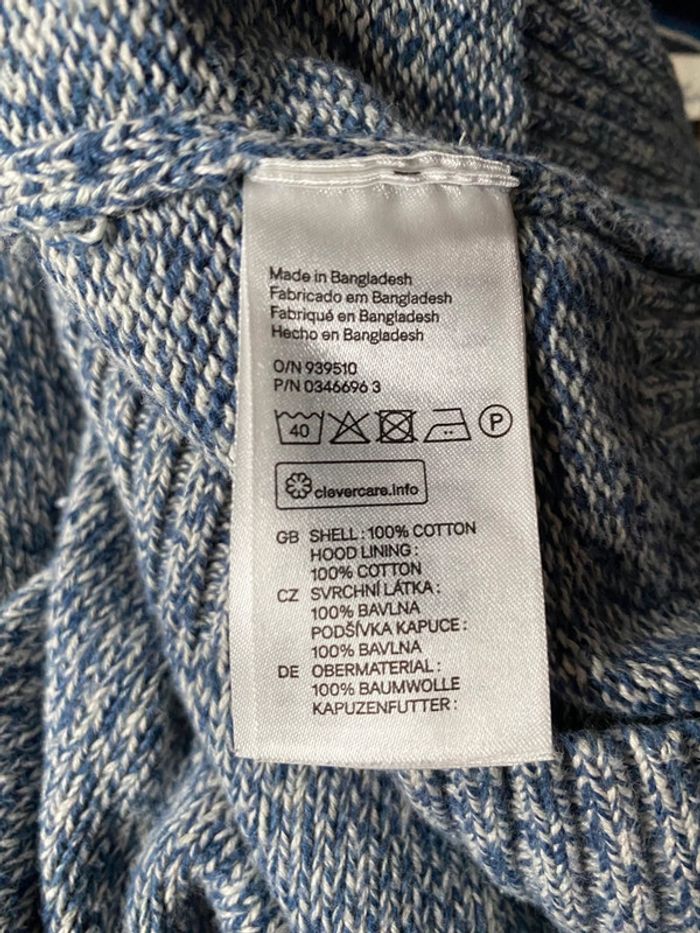 Made in Bangladesh
Fabricado em Bangladesh
Fabriqué en Bangladesh
Hecho en Bangladesh
O/N 939510
P/N 0346696 3
40 P
clevercare.info
GB SHELL : 100% COTTON
HOOD LINING :
100% COTTON
CZ SVRCHNÍ LÁTKA :
100% BAVLNA
PODŠÍVKA KAPUCE :
100% BAVLNA
DE OBERMATERIAL :
100% BAUMWOLLE
KAPUZENFUTTER :